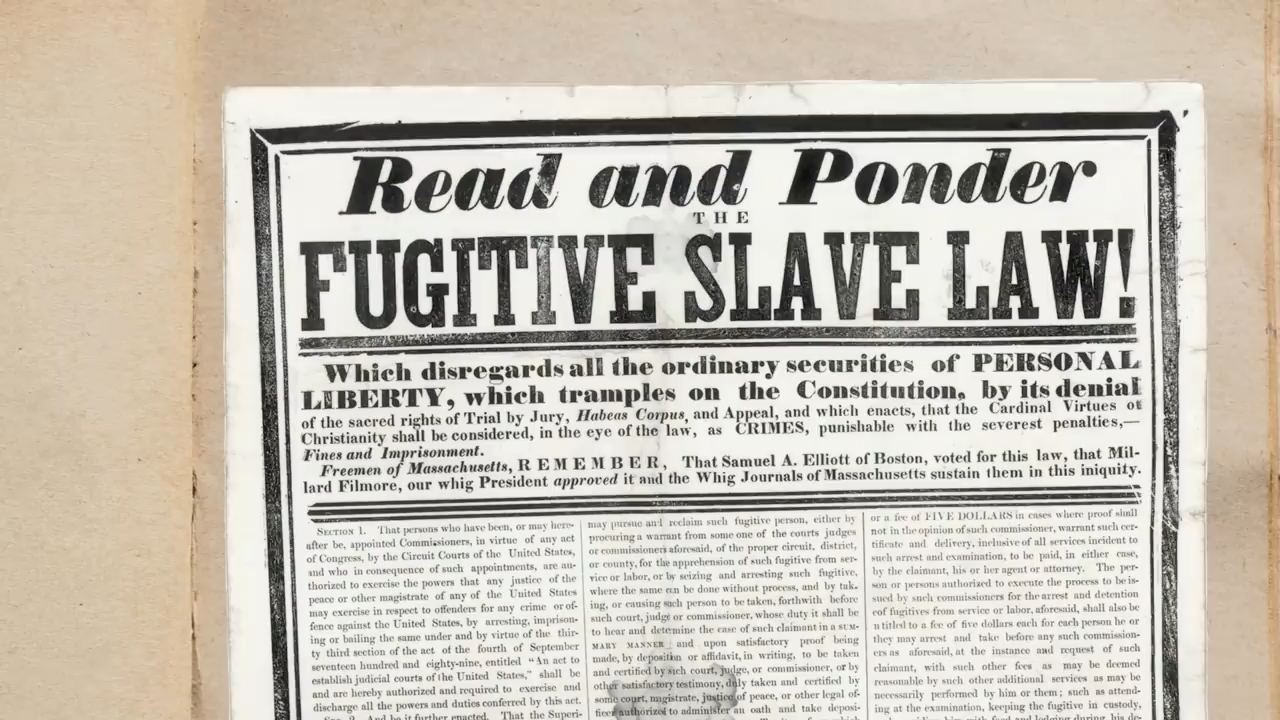 Read and Ponder
THE
FUGITIVE SLAVE LAW!
Which disregards all the ordinary securities of PERSONAL
LIBERTY, which tramples on the Constitution, by its denial
of the sacred rights of Trial by Jury, Habeas Corpus, and Appeal, and which enacts, that the Cardinal Virtues of
Christianity shall be considered, in the eye of the law, as CRIMES, punishable with the severest penalties,—
Fines and Imprisonment.
Freemen of Massachusetts, REMEMBER, That Samuel A. Elliott of Boston, voted for this law, that Mil-
lard Filmore, our whig President approved it and the Whig Journals of Massachusetts sustain them in this iniquity.
SECTION 1. That persons who have been, or may here-
after be, appointed Commissioners, in virtue of any act
of Congress, by the Circuit Courts of the United States,
and who in consequence of such appointments, are au-
thorized to exercise the powers that any justice of the
peace or other magistrate of any of the United States
may exercise in respect to offenders for any crime or of-
fence against the United States, by arresting, imprison-
ing or bailing the same under and by virtue of the thir-
ty third section of the act of the fourth of September
seventeen hundred and eighty-nine, entitled “An act to
establish judicial courts of the United States,” shall be
and are hereby authorized and required to exercise and
discharge all the powers and duties conferred by this act.
SEC. 2. And be it further enacted, That the Superi-
may pursue and reclaim such fugitive person, either by
procuring a warrant from some one of the courts judges
or commissioners aforesaid, of the proper circuit, district,
or county, for the apprehension of such fugitive from ser-
vice or labor, or by seizing and arresting such fugitive,
where the same can be done without process, and by tak-
ing, or causing such person to be taken, forthwith before
such court, judge or commissioner, whose duty it shall be
to hear and determine the case of such claimant in a SUM-
MARY MANNER and upon satisfactory proof being
made, by deposition or affidavit, in writing, to be taken
and certified by such court, judge, or commissioner, or by
other satisfactory testimony, duly taken and certified by
some court, magistrate, justice of peace, or other legal of-
ficer authorized to administer an oath and take deposi-
or a fee of FIVE DOLLARS in cases where proof shall
not in the opinion of such commissioner, warrant such cer-
tificate and delivery, inclusive of all services incident to
such arrest and examination, to be paid, in either case,
by the claimant, his or her agent or attorney. The per-
son or persons authorized to execute the process to be is-
sued by such commissioners for the arrest and detention
of fugitives from service or labor, aforesaid, shall also be
titled to a fee of five dollars each for each person he or
they may arrest and take before any such commission-
ers as aforesaid, at the instance and request of such
claimant, with such other fees as may be deemed
reasonable by such other additional services as may be
necessarily performed by him or them; such as attend-
ing at the examination, keeping the fugitive in custody,